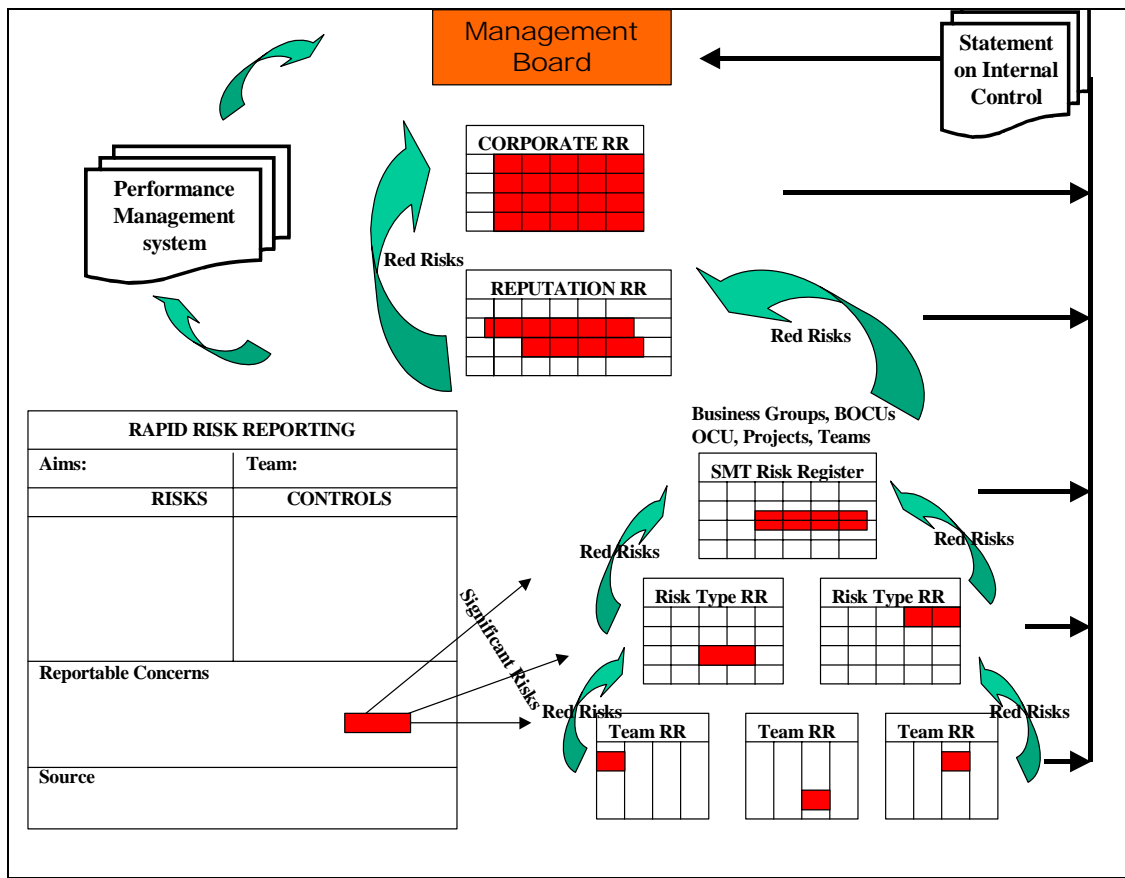 Management
Board
Statement
on Internal
Control
CORPORATE RR
Performance
Management
system
Red Risks
REPUTATION RR
Red Risks
Business Groups, BOCUs
OCU, Projects, Teams
SMT Risk Register
RAPID RISK REPORTING
Aims:
Team:
RISKS
CONTROLS
Red Risks
Red Risks
Risk Type RR
Risk Type RR
Significant Risks
Reportable Concerns
Red Risks
Red Risks
Team RR
Team RR
Team RR
Source